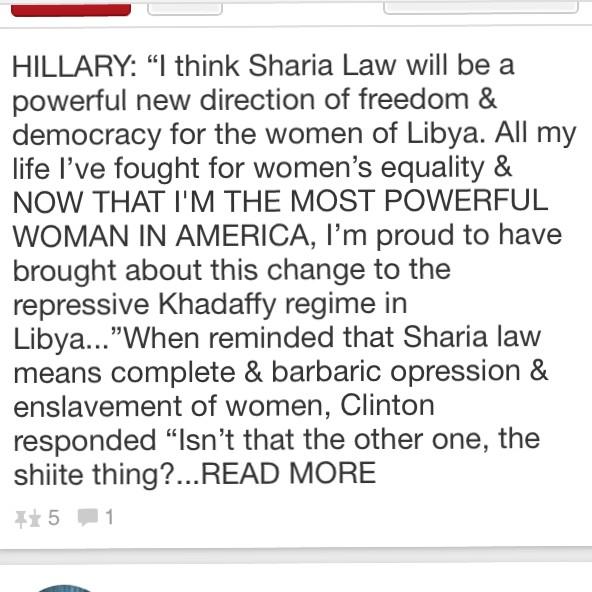 HILLARY: “I think Sharia Law will be a
powerful new direction of freedom &
democracy for the women of Libya. All my
life I’ve fought for women’s equality &
NOW THAT I'M THE MOST POWERFUL
WOMAN IN AMERICA, I’m proud to have
brought about this change to the
repressive Khadaffy regime in
Libya...”When reminded that Sharia law
means complete & barbaric opression &
enslavement of women, Clinton
responded “Isn’t that the other one, the
shiite thing?...READ MORE
5 1